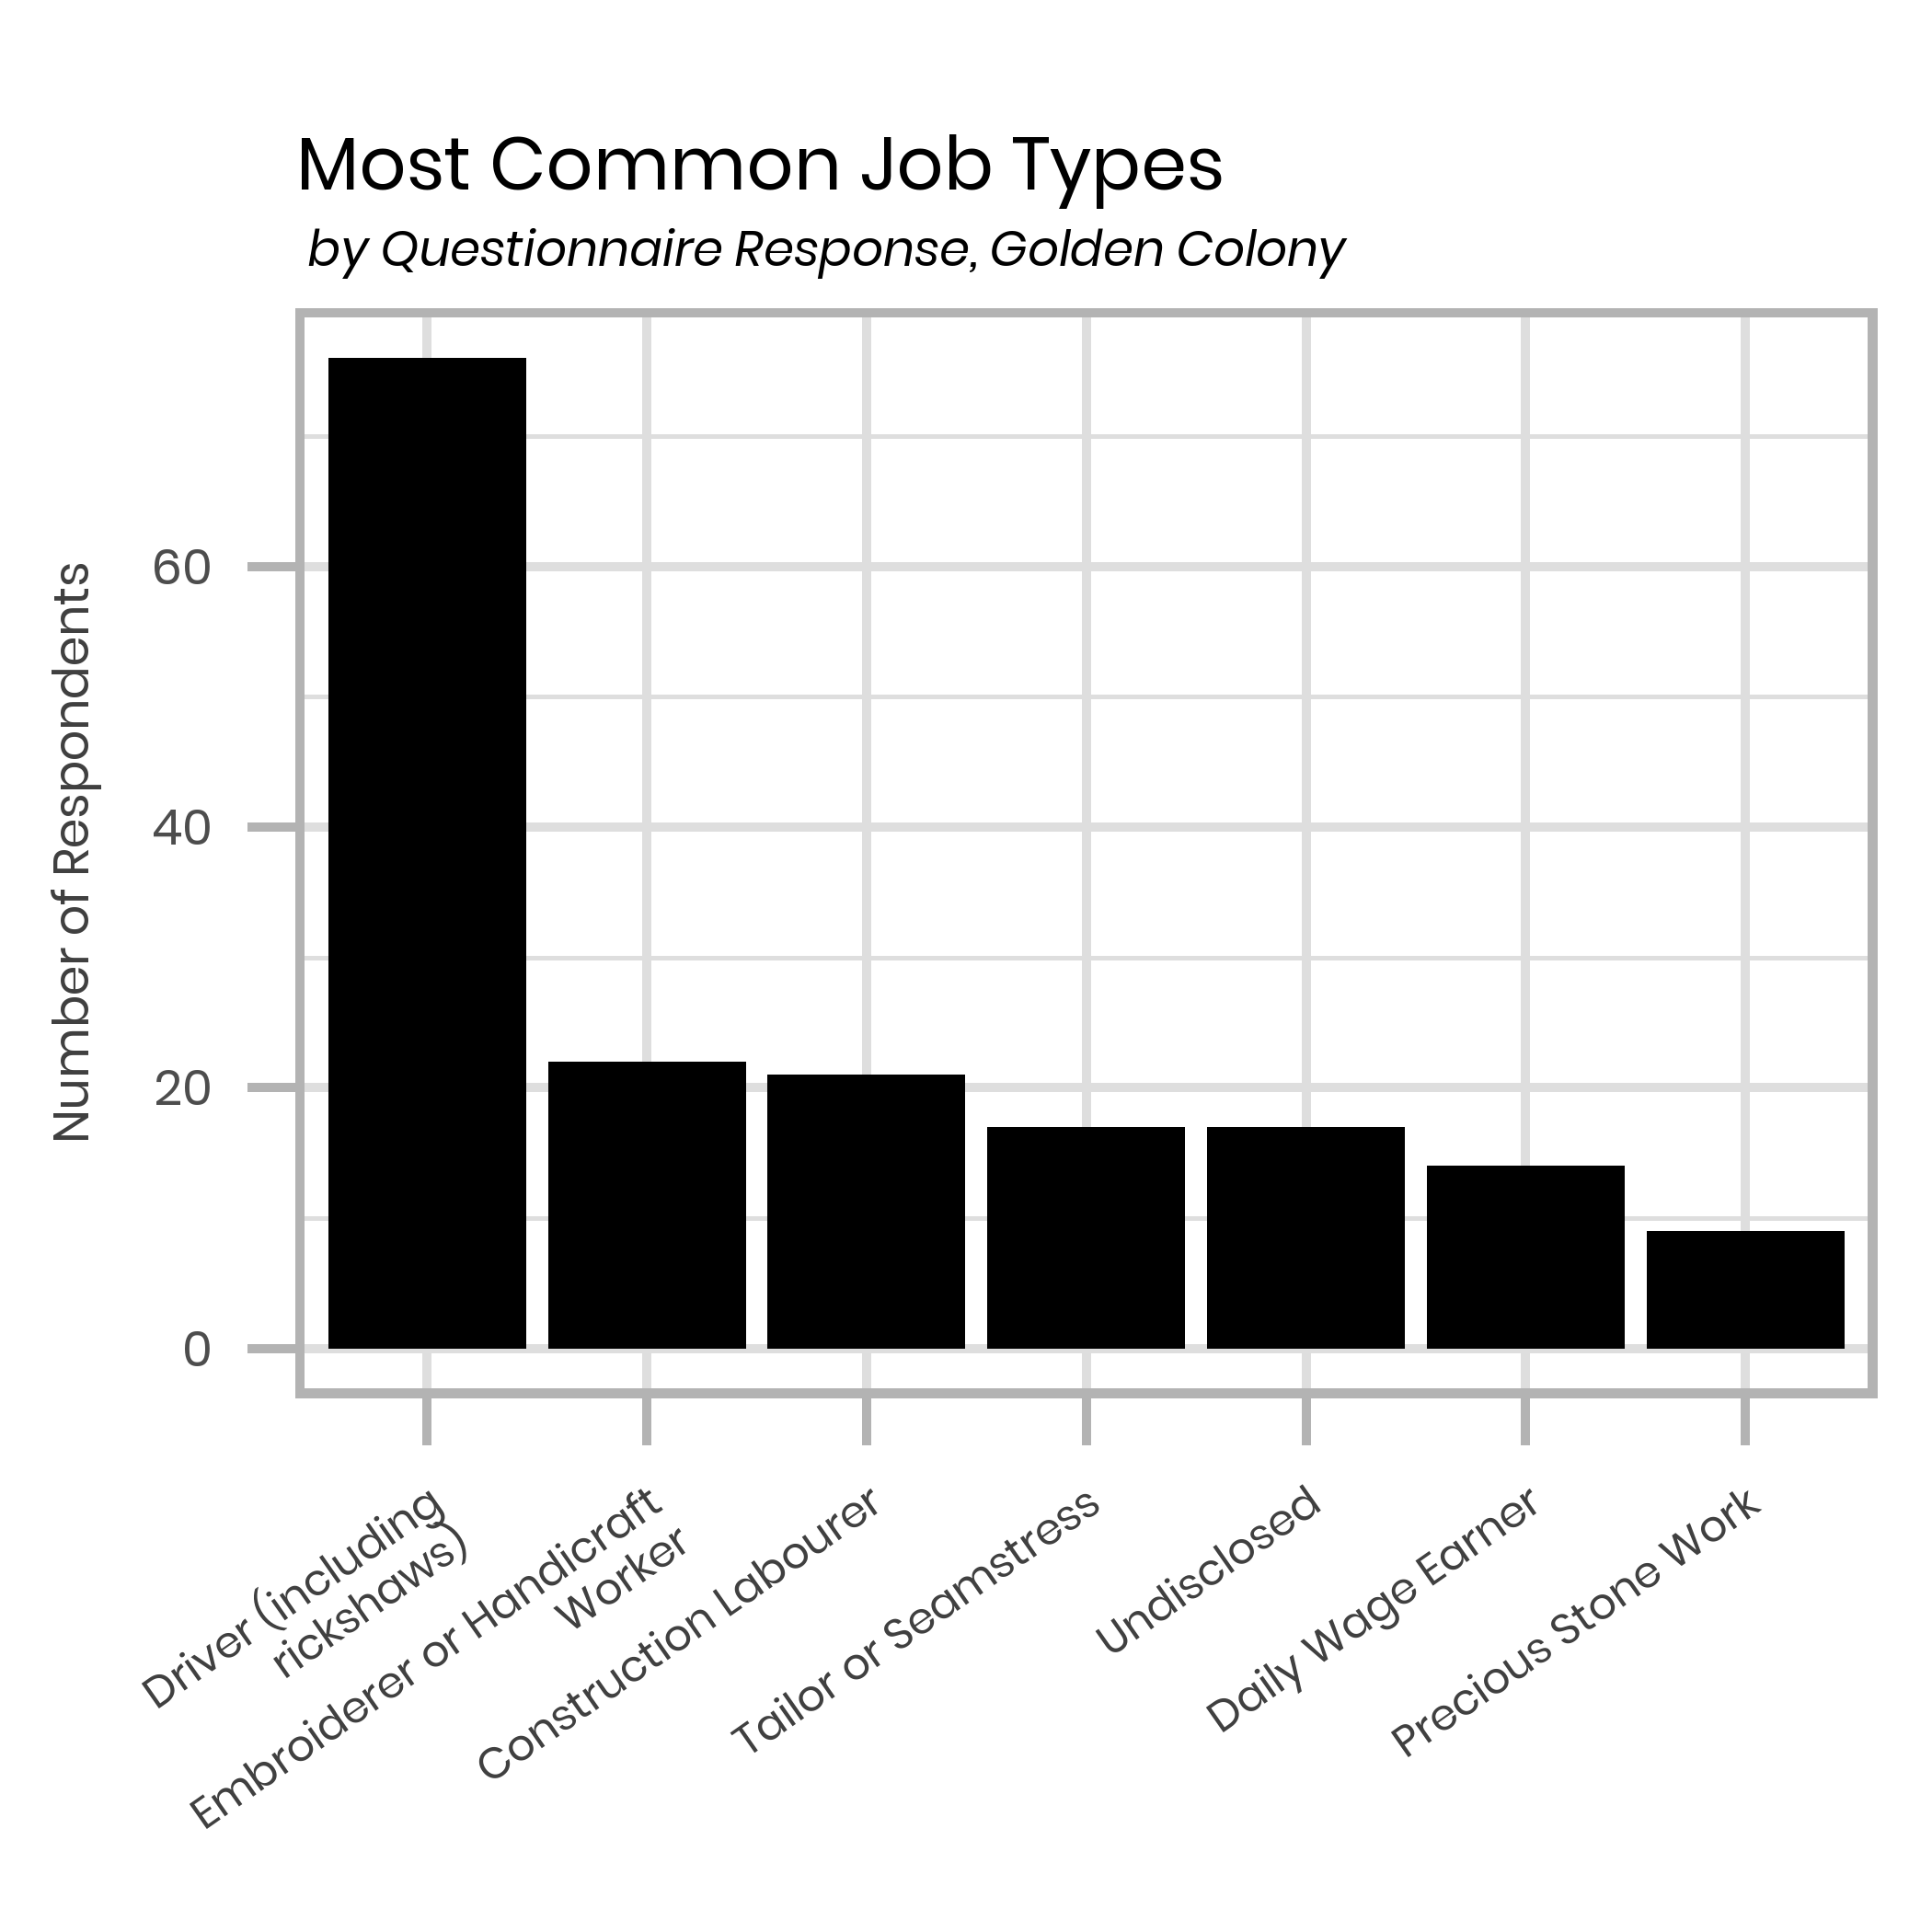 Most Common Job Types
by Questionnaire Response, Golden Colony
Number of Respondents
60
40
20
0
Driver (including
rickshaws)
Embroiderer or Handicraft
Worker
Construction Labourer
Tailor or Seamstress
Undisclosed
Daily Wage Earner
Precious Stone Work